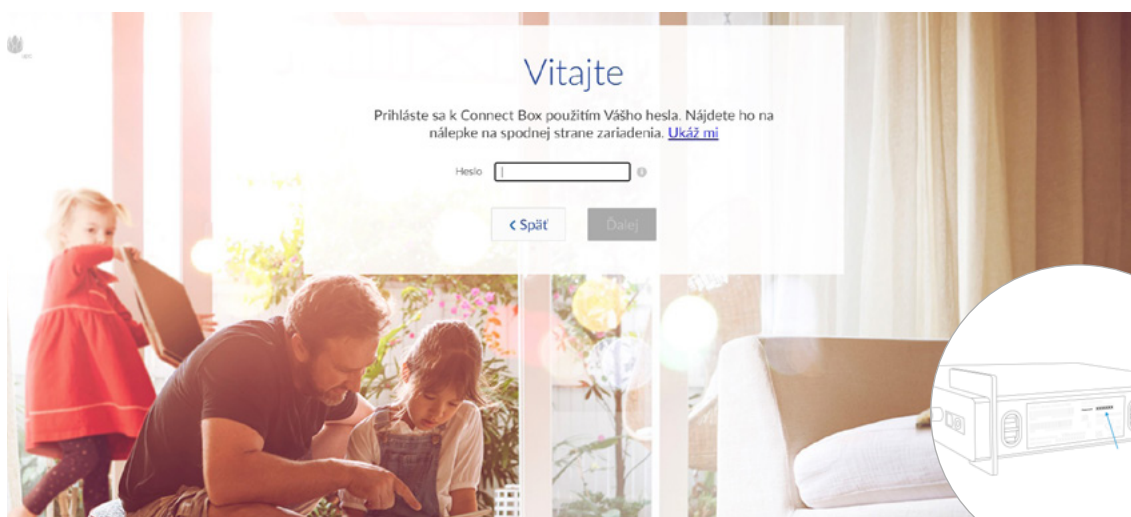 Vitajte
Prihláste sa k Connect Box použitím Vášho hesla. Nájdete ho na
nálepke na spodnej strane zariadenia. Ukáž mi
Heslo
< Späť
Ďalej